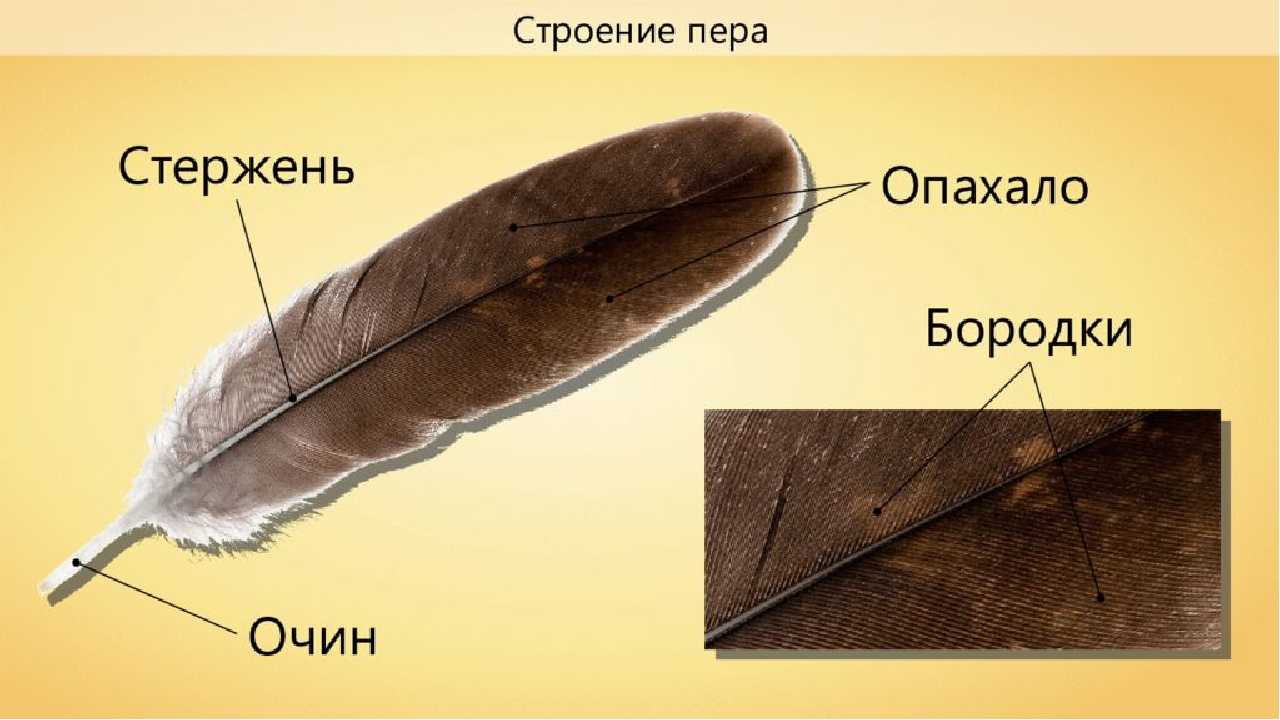 Строение пера
Стержень
Опахало
Бородки
Очин